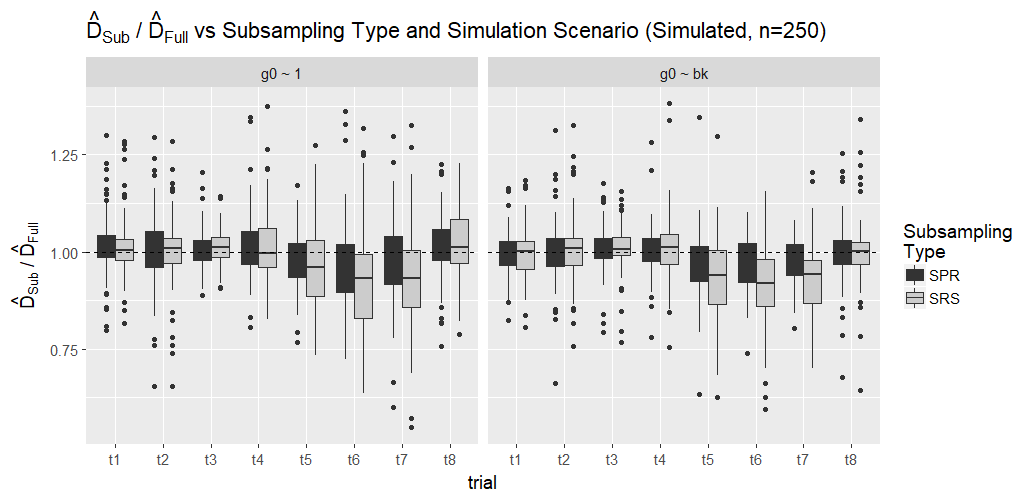 D̂Sub / D̂Full vs Subsampling Type and Simulation Scenario (Simulated, n=250)
g0 ~ 1
g0 ~ bk
D̂Sub / D̂Full
1.25
1.00
0.75
t1 t2 t3 t4 t5 t6 t7 t8
t1 t2 t3 t4 t5 t6 t7 t8
trial
Subsampling
Type
SPR
SRS